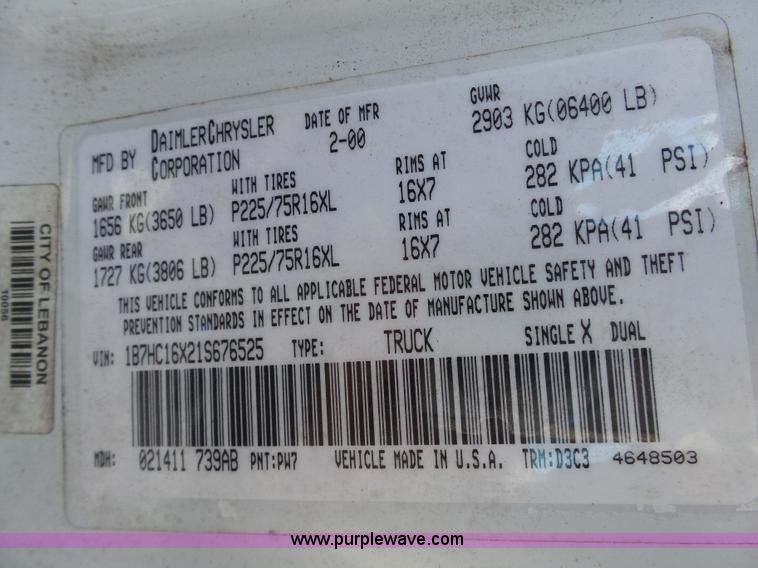 MFD BY DAIMLERCHRYSLER CORPORATION
DATE OF MFR 2-00
GVWR 2903 KG(06400 LB)
GAWR FRONT 1656 KG(3650 LB)
WITH TIRES P225/75R16XL
RIMS AT 16X7
COLD 282 KPA(41 PSI)
GAWR REAR 1727 KG(3806 LB)
WITH TIRES P225/75R16XL
RIMS AT 16X7
COLD 282 KPA(41 PSI)
THIS VEHICLE CONFORMS TO ALL APPLICABLE FEDERAL MOTOR VEHICLE SAFETY AND THEFT
PREVENTION STANDARDS IN EFFECT ON THE DATE OF MANUFACTURE SHOWN ABOVE.
VIN: 1B7HC16X21S676525 TYPE: TRUCK SINGLE X DUAL
MDH: 021411 739AB PNT:PW7 VEHICLE MADE IN U.S.A. TRM:D3C3 4648503
CITY OF LEBANON
10056
www.purplewave.com